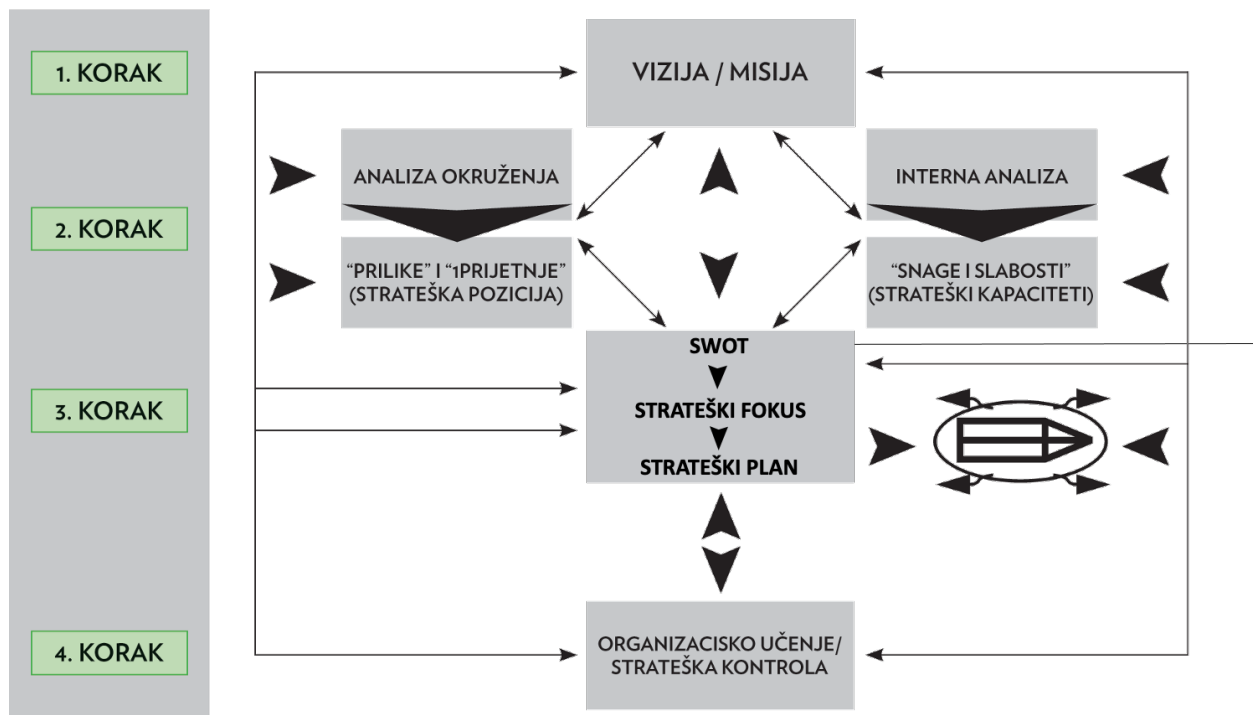 1. KORAK
VIZIJA / MISIJA
ANALIZA OKRUŽENJA
INTERNA ANALIZA
2. KORAK
“PRILIKE” I “1PRIJETNJE”
(STRATEŠKA POZICIJA)
“SNAGE I SLABOSTI”
(STRATEŠKI KAPACITETI)
SWOT
3. KORAK
STRATEŠKI FOKUS
STRATEŠKI PLAN
4. KORAK
ORGANIZACISKO UČENJE/
STRATEŠKA KONTROLA